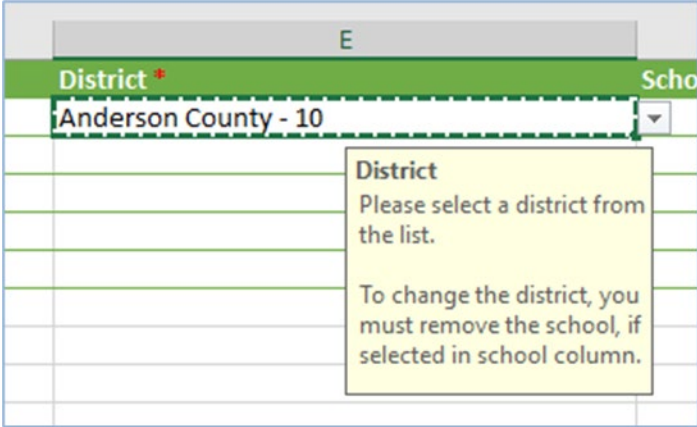 E
District * Scho
Anderson County - 10
District
Please select a district from
the list.
To change the district, you
must remove the school, if
selected in school column.